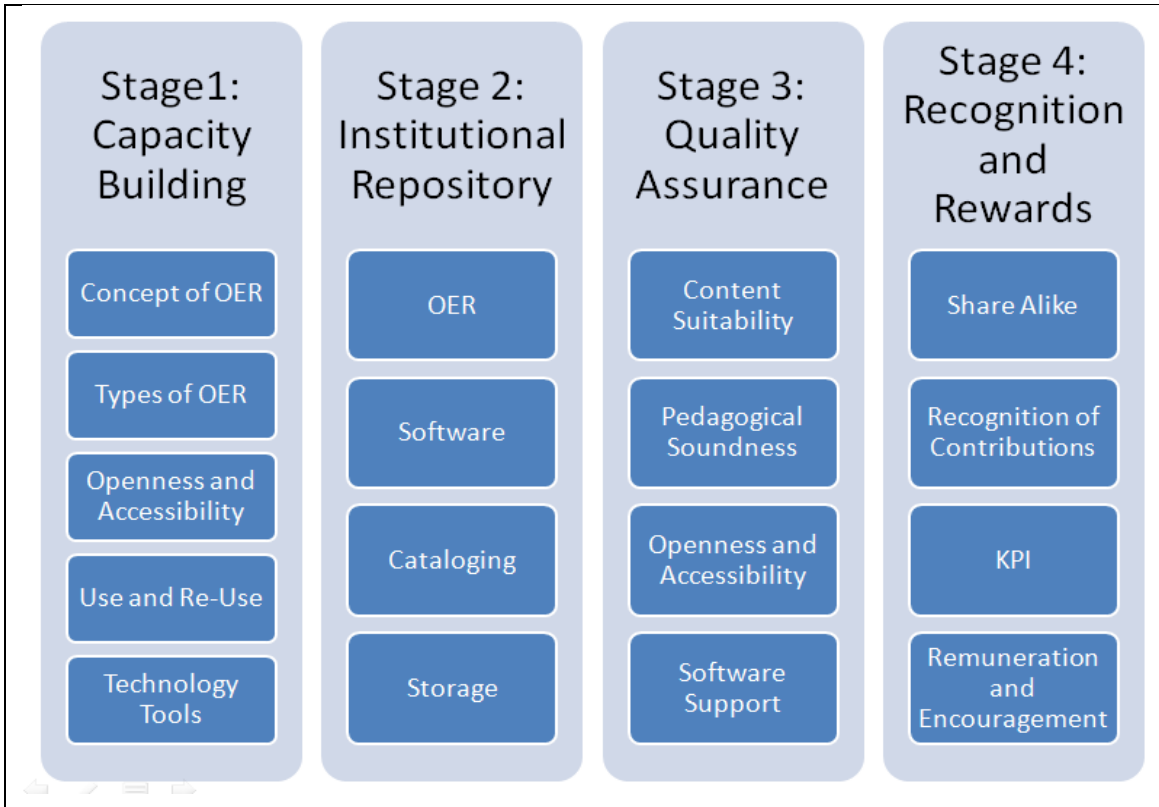 Stage1:
Capacity
Building
Concept of OER
Types of OER
Openness and
Accessibility
Use and Re-Use
Technology
Tools
Stage 2:
Institutional
Repository
OER
Software
Cataloging
Storage
Stage 3:
Quality
Assurance
Content
Suitability
Pedagogical
Soundness
Openness and
Accessibility
Software
Support
Stage 4:
Recognition
and
Rewards
Share Alike
Recognition of
Contributions
KPI
Remuneration
and
Encouragement